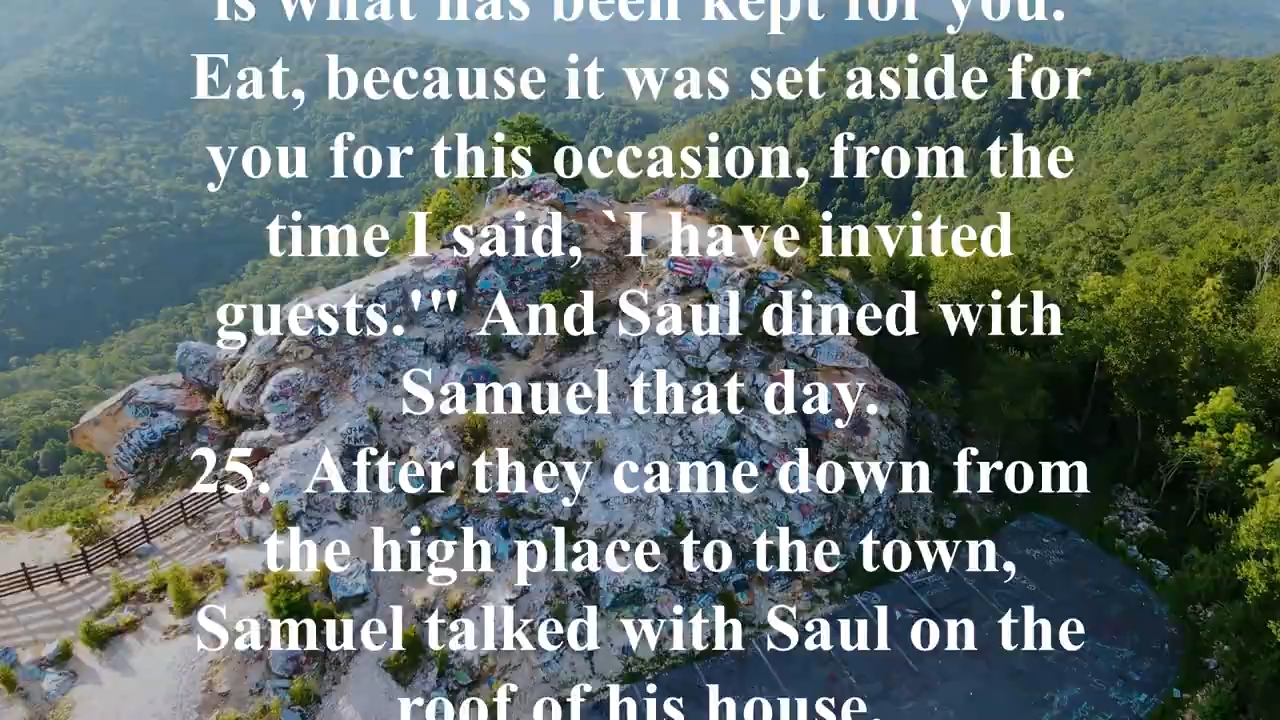 is what has been kept for you.
Eat, because it was set aside for
you for this occasion, from the
time I said, `I have invited
guests.'" And Saul dined with
Samuel that day.
25. After they came down from
the high place to the town,
Samuel talked with Saul on the
roof of his house.